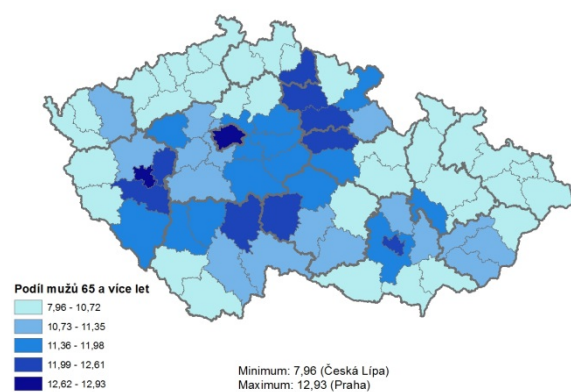 Podíl mužů 65 a více let
7,96 - 10,72
10,73 - 11,35
11,36 - 11,98
11,99 - 12,61
12,62 - 12,93
Minimum: 7,96 (Česká Lípa)
Maximum: 12,93 (Praha)